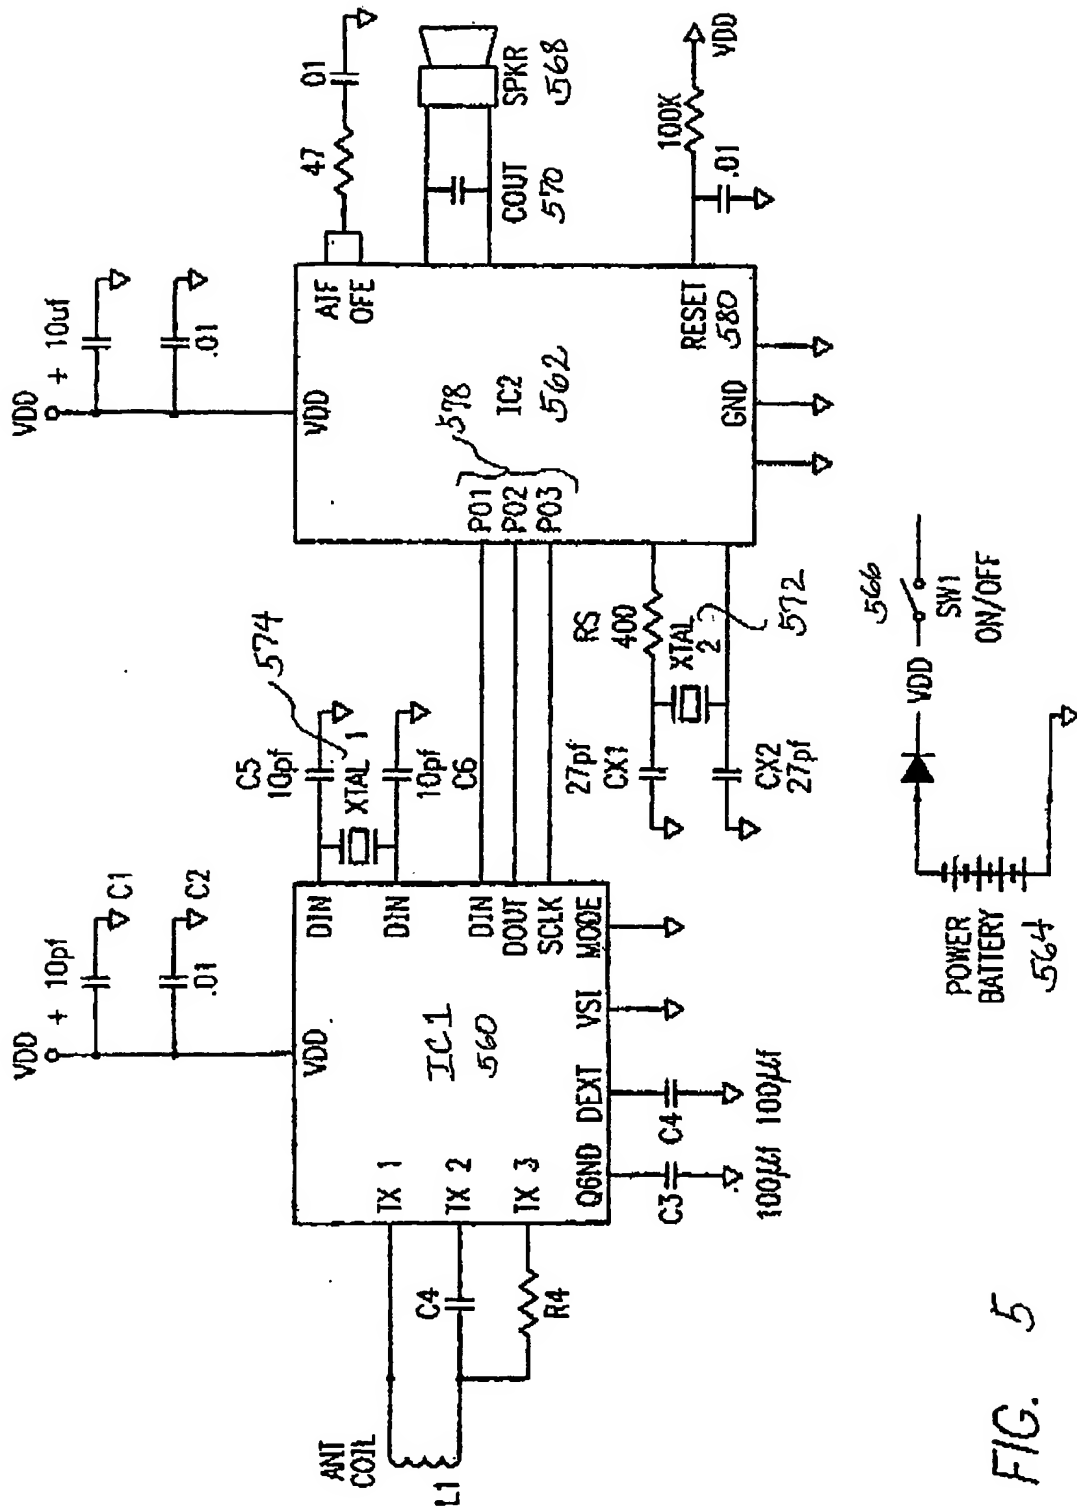 VDD
+ 10pf
C1
C2
.01
VDD
IC1
560
TX 1
TX 2
TX 3
DIN
DIN
DIN
DOUT
SCLK
Q6ND
DEXT
VSI
MODE
ANT
COIL
L1
C4
R4
C3
C4
100µf
100µf
C5
10pf
XTAL 1
574
10pf
C6
VDD
+ 10uf
.01
VDD
578
IC2
562
P01
P02
P03
AIF
OFE
47
01
SPKR
568
COUT
570
RESET
580
GND
100K
VDD
.01
RS
400
XTAL
2
572
27pf
CX1
CX2
27pf
POWER
BATTERY
564
VDD
566
SW1
ON/OFF
FIG. 5